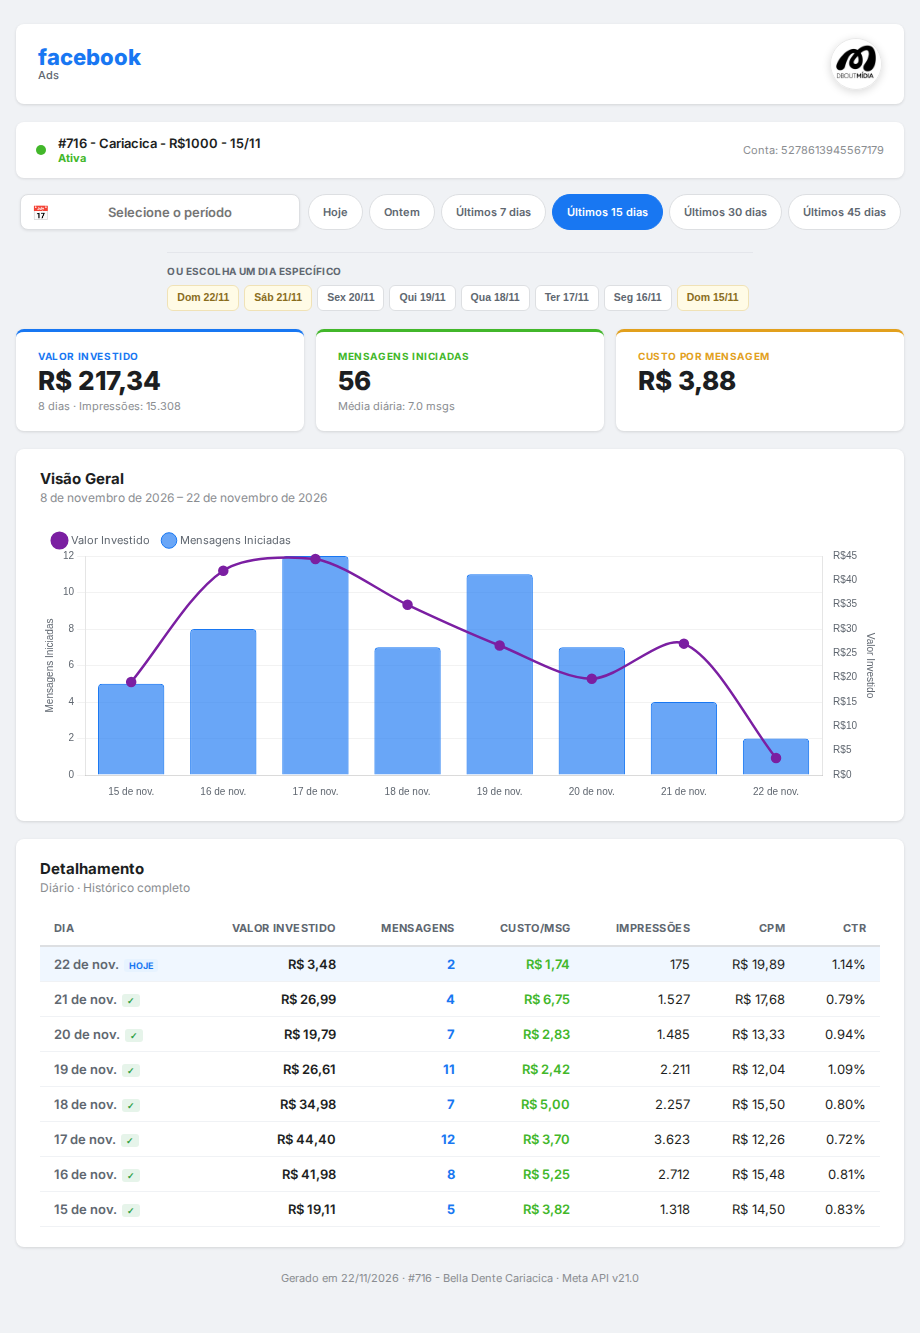 facebook
Ads
DBOUTMÍDIA
#716 - Cariacica - R$1000 - 15/11
Ativa
Conta: 5278613945567179
Selecione o período
Hoje
Ontem
Últimos 7 dias
Últimos 15 dias
Últimos 30 dias
Últimos 45 dias
OU ESCOLHA UM DIA ESPECÍFICO
Dom 22/11
Sáb 21/11
Sex 20/11
Qui 19/11
Qua 18/11
Ter 17/11
Seg 16/11
Dom 15/11
VALOR INVESTIDO
R$ 217,34
8 dias · Impressões: 15.308
MENSAGENS INICIADAS
56
Média diária: 7.0 msgs
CUSTO POR MENSAGEM
R$ 3,88
Visão Geral
8 de novembro de 2026 – 22 de novembro de 2026
Valor Investido
Mensagens Iniciadas
Mensagens Iniciadas
12
10
8
6
4
2
0
R$45
R$40
R$35
R$30
R$25
R$20
R$15
R$10
R$5
R$0
Valor Investido
15 de nov.
16 de nov.
17 de nov.
18 de nov.
19 de nov.
20 de nov.
21 de nov.
22 de nov.
Detalhamento
Diário · Histórico completo
DIA VALOR INVESTIDO MENSAGENS CUSTO/MSG IMPRESSÕES CPM CTR
22 de nov. HOJE R$ 3,48 2 R$ 1,74 175 R$ 19,89 1.14%
21 de nov. ✓ R$ 26,99 4 R$ 6,75 1.527 R$ 17,68 0.79%
20 de nov. ✓ R$ 19,79 7 R$ 2,83 1.485 R$ 13,33 0.94%
19 de nov. ✓ R$ 26,61 11 R$ 2,42 2.211 R$ 12,04 1.09%
18 de nov. ✓ R$ 34,98 7 R$ 5,00 2.257 R$ 15,50 0.80%
17 de nov. ✓ R$ 44,40 12 R$ 3,70 3.623 R$ 12,26 0.72%
16 de nov. ✓ R$ 41,98 8 R$ 5,25 2.712 R$ 15,48 0.81%
15 de nov. ✓ R$ 19,11 5 R$ 3,82 1.318 R$ 14,50 0.83%
Gerado em 22/11/2026 · #716 - Bella Dente Cariacica · Meta API v21.0